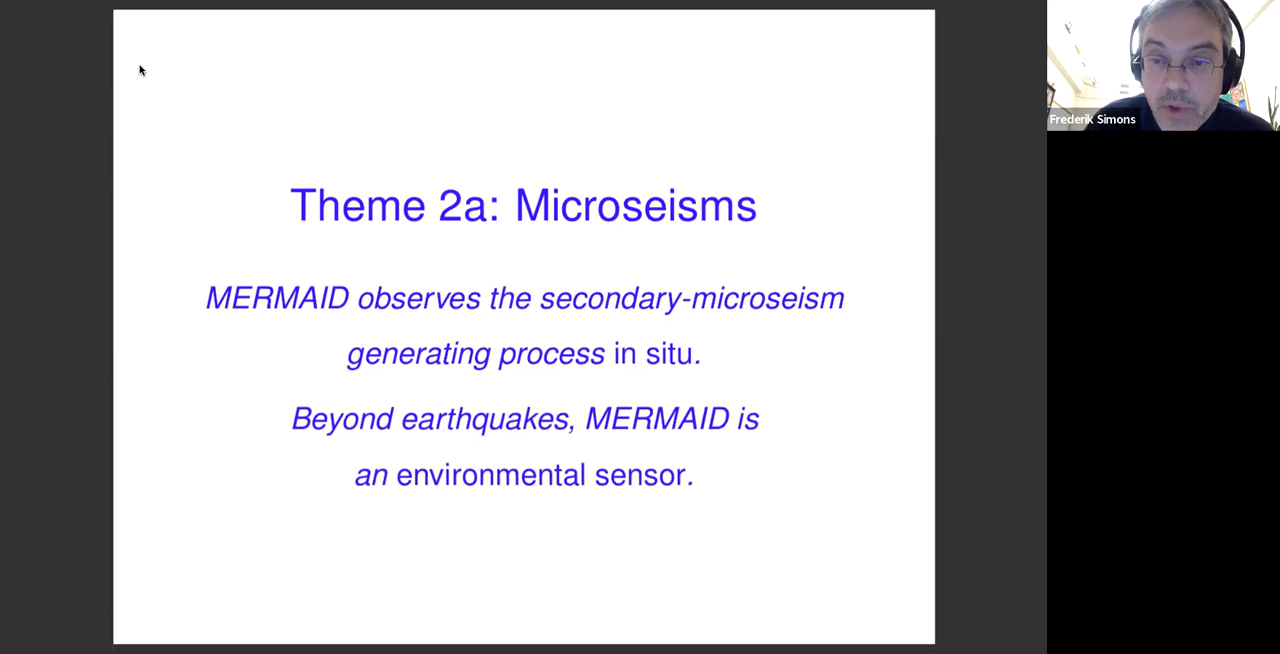 Theme 2a: Microseisms
MERMAID observes the secondary-microseism
generating process in situ.
Beyond earthquakes, MERMAID is
an environmental sensor.
Frederik Simons